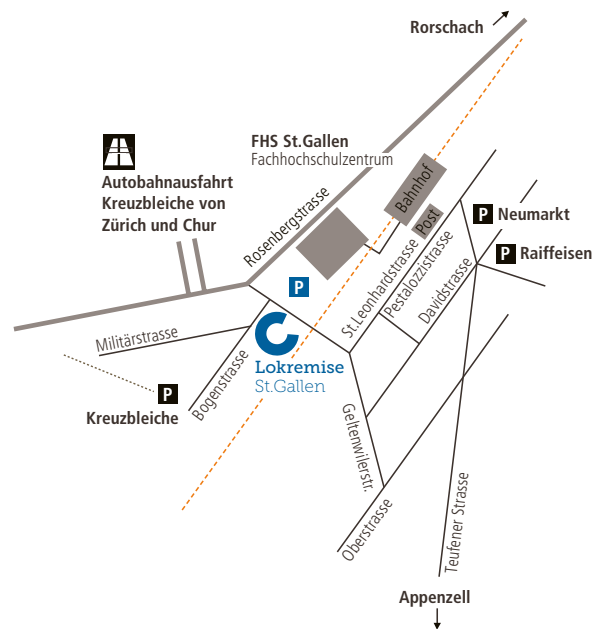 Rorschach
FHS St.Gallen
Fachhochschulzentrum
Autobahnausfahrt
Kreuzbleiche von
Zürich und Chur
Rosenbergstrasse
Bahnhof
Post
P Neumarkt
P Raiffeisen
St.Leonhardstrasse
Pestalozzistrasse
Davidstrasse
P
Militärstrasse
Lokremise
St.Gallen
P
Kreuzbleiche
Bogenstrasse
Geltenwilerstr.
Oberstrasse
Teufener Strasse
Appenzell